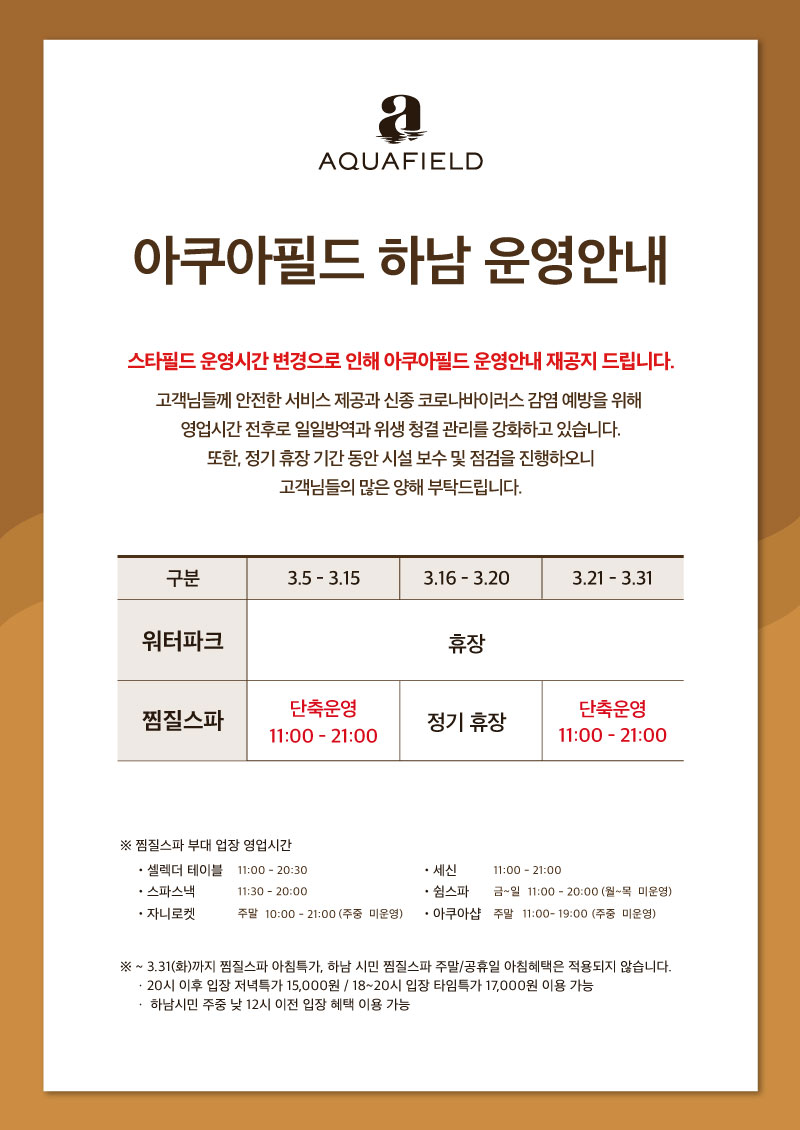 a
AQUAFIELD
아쿠아필드 하남 운영안내
스타필드 운영시간 변경으로 인해 아쿠아필드 운영안내 재공지 드립니다.
고객님들께 안전한 서비스 제공과 신종 코로나바이러스 감염 예방을 위해
영업시간 전후로 일일방역과 위생 청결 관리를 강화하고 있습니다.
또한, 정기 휴장 기간 동안 시설 보수 및 점검을 진행하오니
고객님들의 많은 양해 부탁드립니다.
구분 3.5 - 3.15 3.16 - 3.20 3.21 - 3.31
워터파크 휴장
찜질스파 단축운영 11:00 - 21:00 정기 휴장 단축운영 11:00 - 21:00
※ 찜질스파 부대 업장 영업시간
· 셀렉더 테이블 11:00 - 20:30 · 세신 11:00 - 21:00
· 스파스낵 11:30 - 20:00 · 쉼스파 금~일 11:00 - 20:00 (월~목 미운영)
· 자니로켓 주말 10:00 - 21:00 (주중 미운영) · 아쿠아샵 주말 11:00- 19:00 (주중 미운영)
※ ~ 3.31(화)까지 찜질스파 아침특가, 하남 시민 찜질스파 주말/공휴일 아침혜택은 적용되지 않습니다.
· 20시 이후 입장 저녁특가 15,000원 / 18~20시 입장 타임특가 17,000원 이용 가능
· 하남시민 주중 낮 12시 이전 입장 혜택 이용 가능